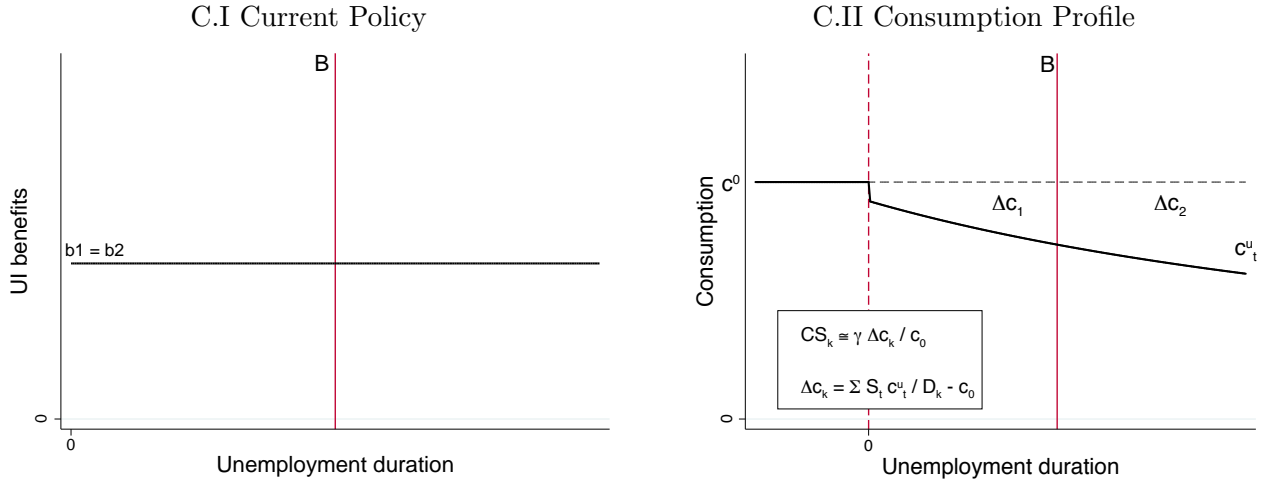 C.I Current Policy
B
UI benefits
b1 = b2
0
0
Unemployment duration
C.II Consumption Profile
B
Consumption
c⁰
Δc₁
Δc₂
cᵘₜ
CSₖ ≅ γ Δcₖ / c₀
Δcₖ = Σ Sₜ cᵘₜ / Dₖ - c₀
0
0
Unemployment duration